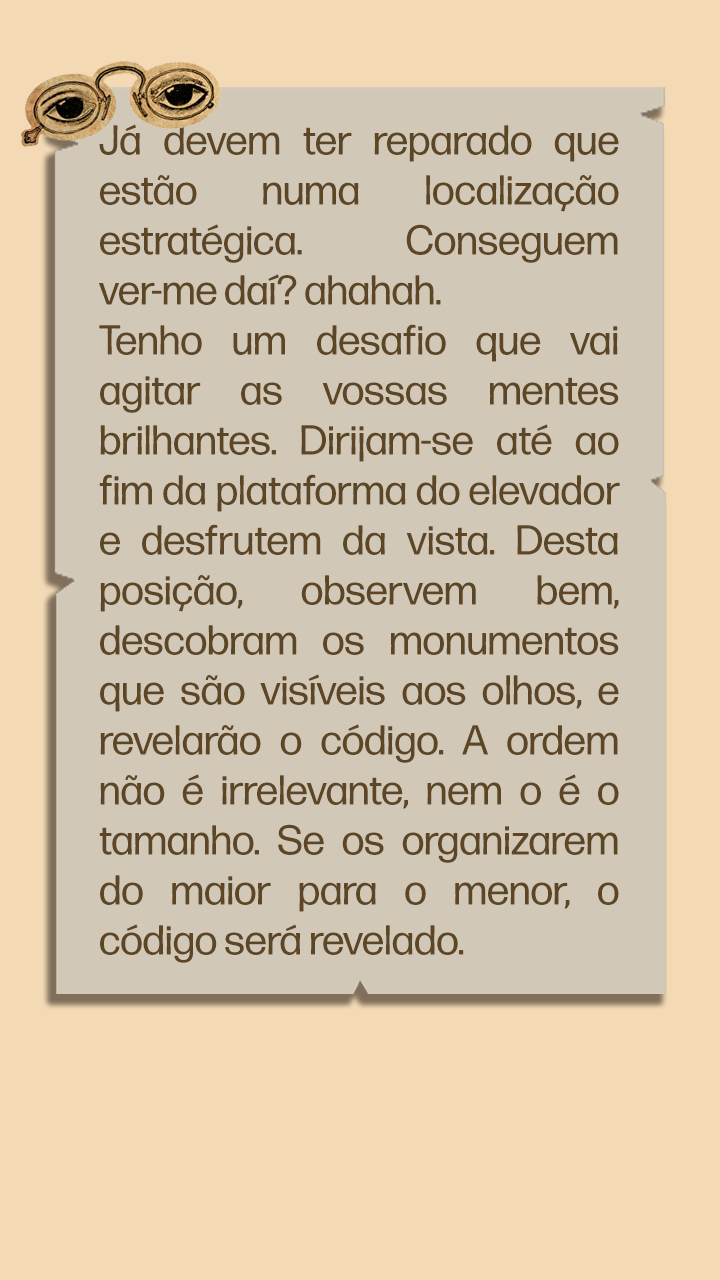 Já devem ter reparado que
estão numa localização
estratégica. Conseguem
ver-me daí? ahahah.
Tenho um desafio que vai
agitar as vossas mentes
brilhantes. Dirijam-se até ao
fim da plataforma do elevador
e desfrutem da vista. Desta
posição, observem bem,
descobram os monumentos
que são visíveis aos olhos, e
revelarão o código. A ordem
não é irrelevante, nem o é o
tamanho. Se os organizarem
do maior para o menor, o
código será revelado.